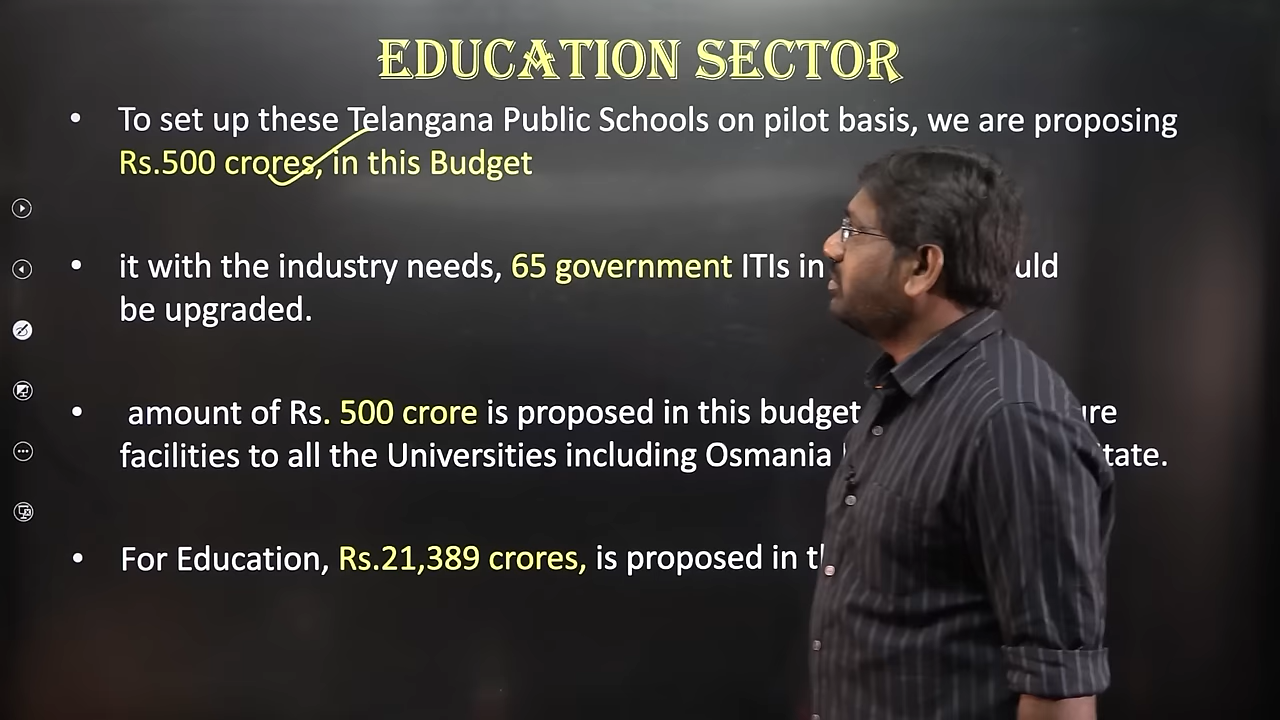 EDUCATION SECTOR
• To set up these Telangana Public Schools on pilot basis, we are proposing
Rs.500 crores, in this Budget
• it with the industry needs, 65 government ITIs in
be upgraded.
• amount of Rs. 500 crore is proposed in this budget
facilities to all the Universities including Osmania
• For Education, Rs.21,389 crores, is proposed in